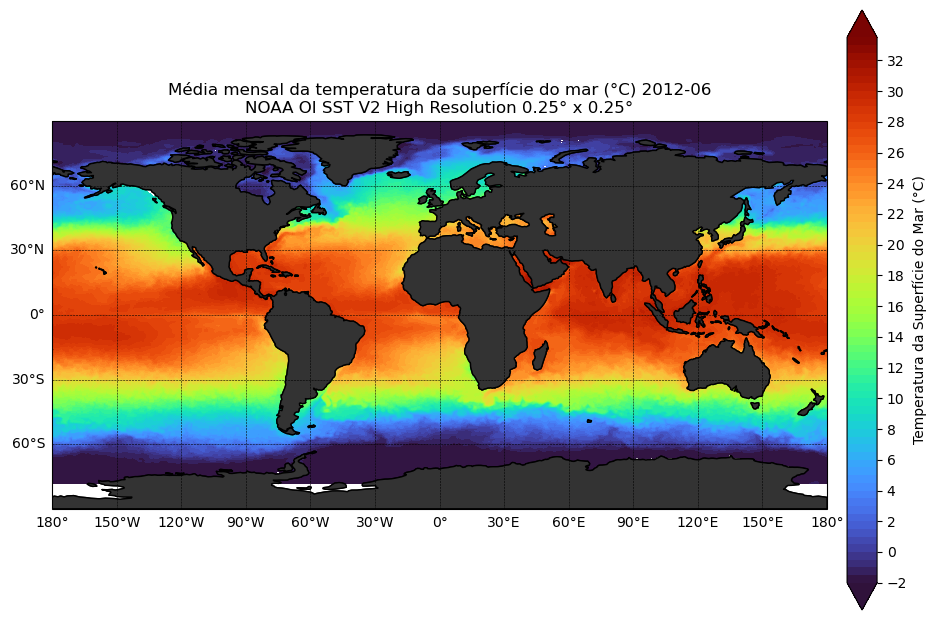 Média mensal da temperatura da superfície do mar (°C) 2012-06
NOAA OI SST V2 High Resolution 0.25° x 0.25°
60°N
30°N
0°
30°S
60°S
180°
150°W
120°W
90°W
60°W
30°W
0°
30°E
60°E
90°E
120°E
150°E
180°
32
30
28
26
24
22
20
18
16
14
12
10
8
6
4
2
0
−2
Temperatura da Superfície do Mar (°C)